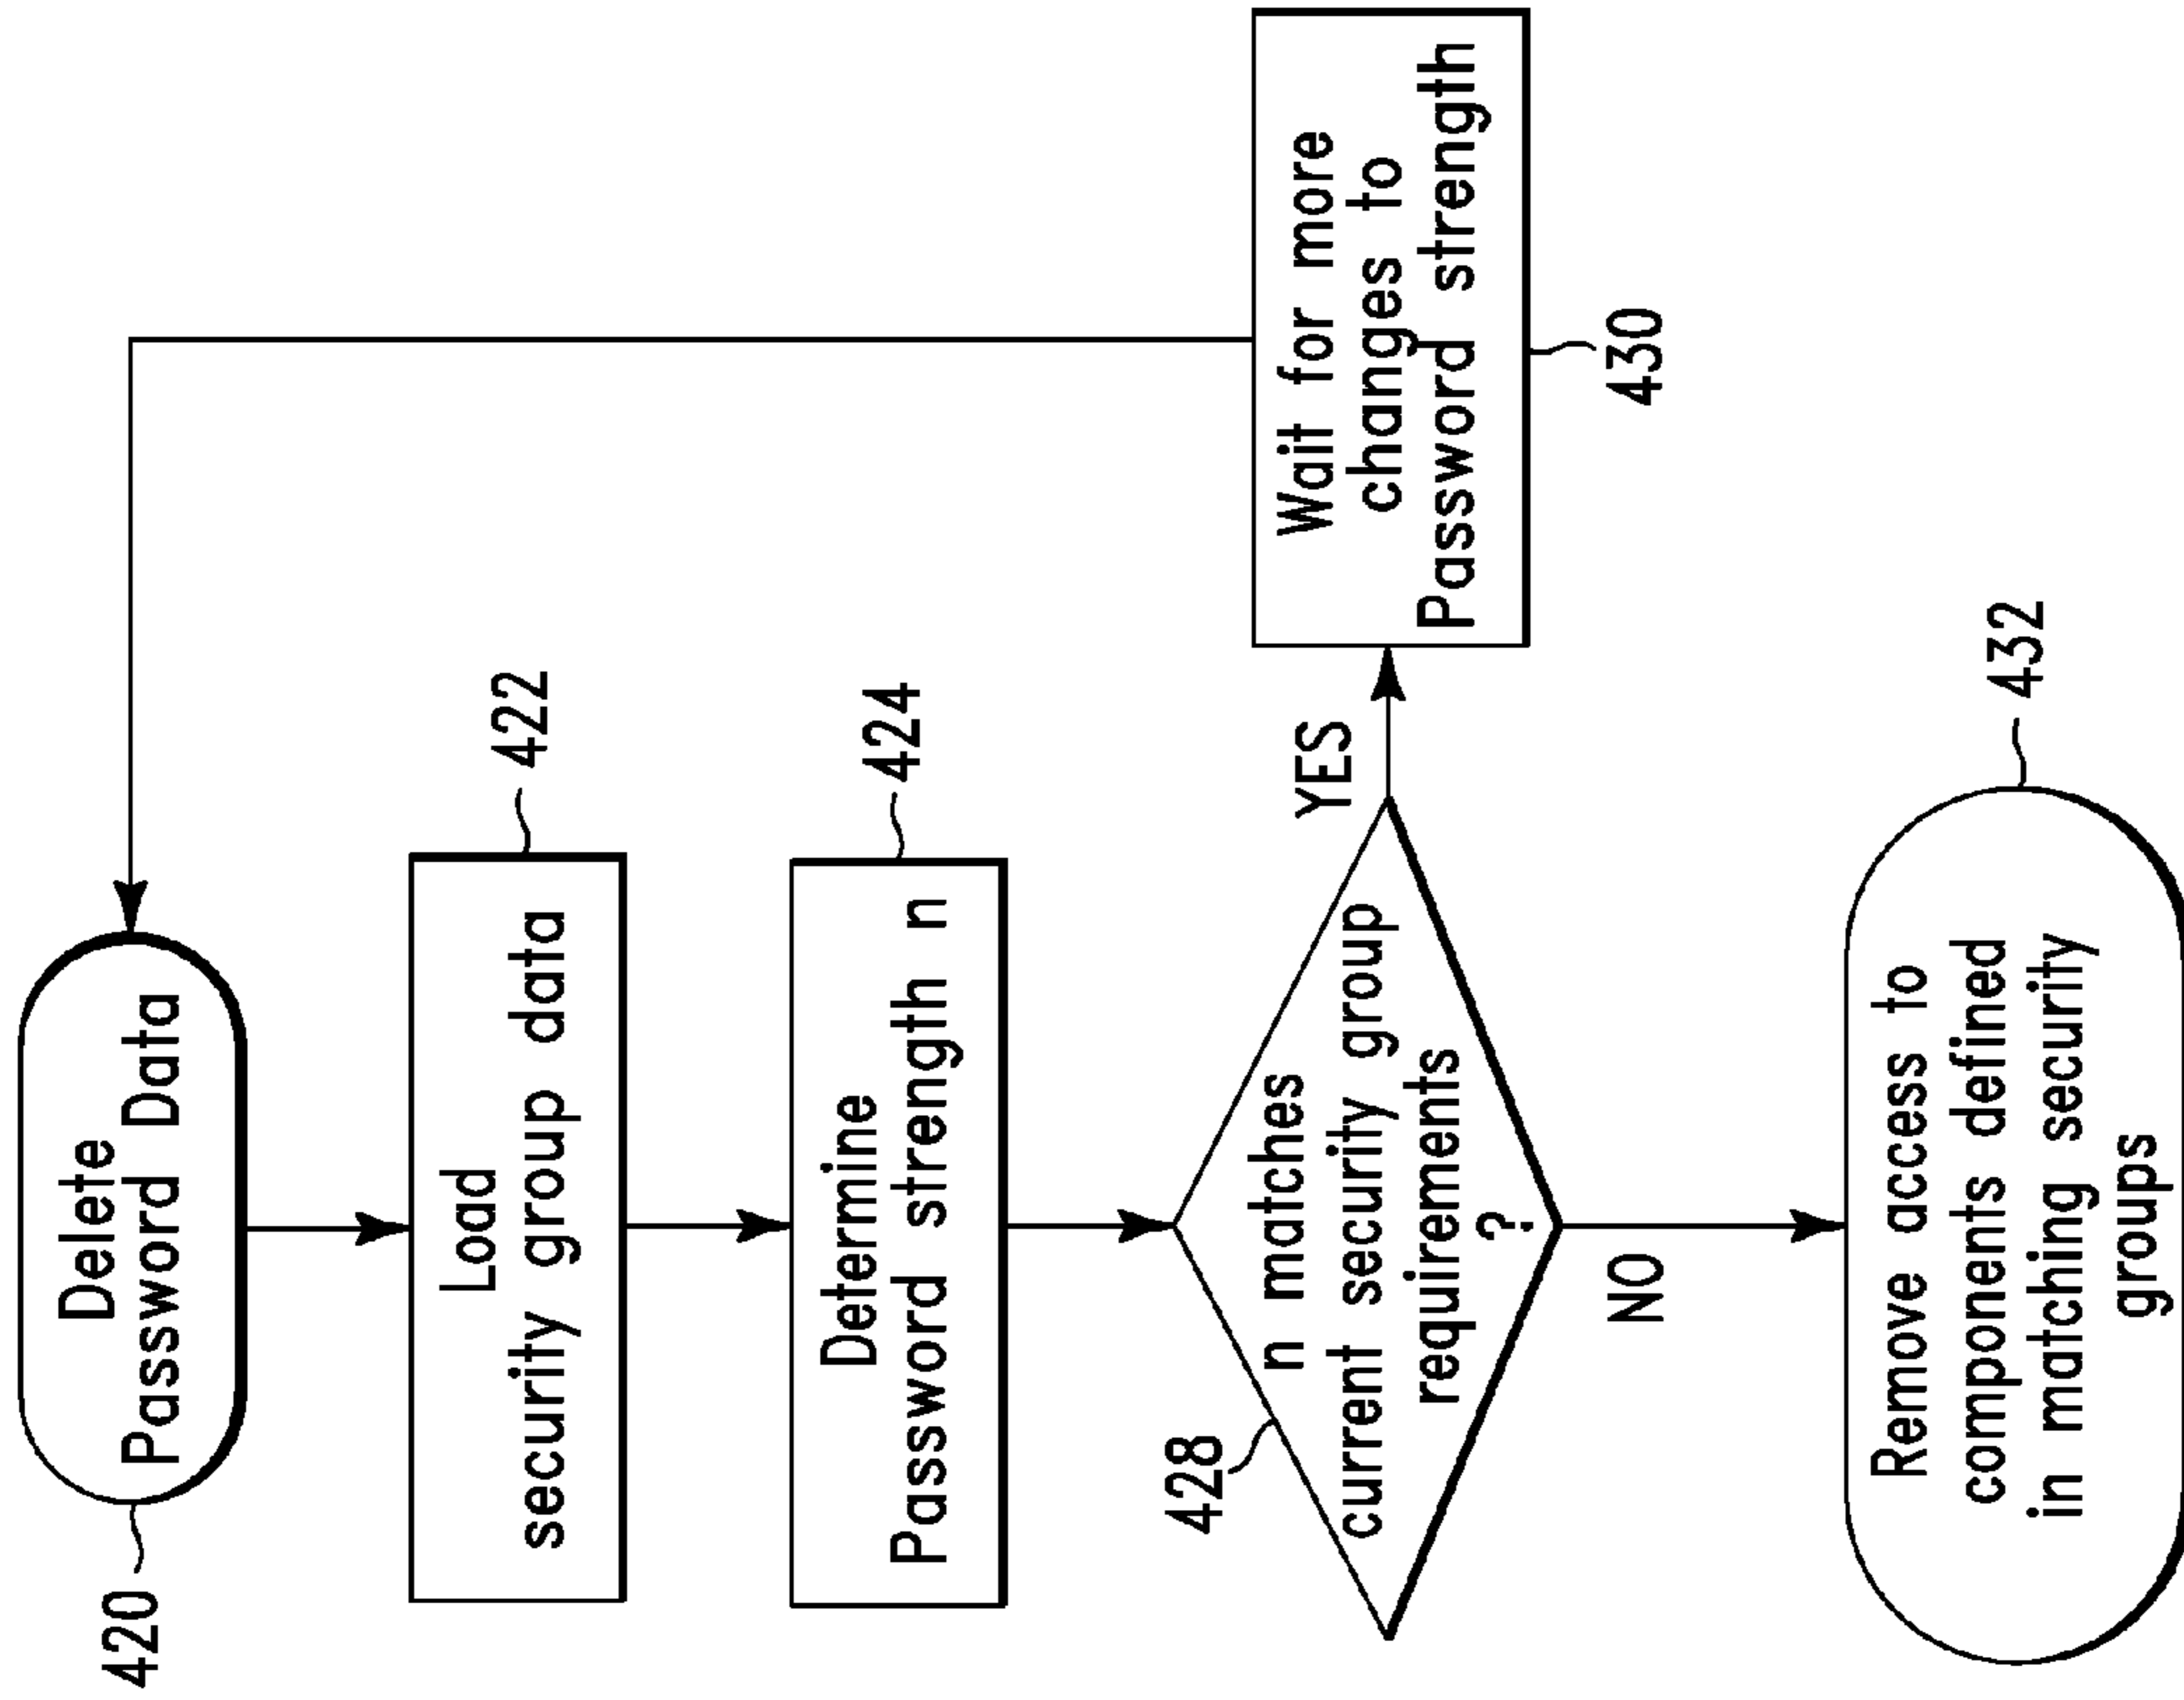 420
Delete
Password Data
Load
security group data
422
Determine
Password strength n
424
428
n matches
current security group
requirements
?
YES
Wait for more
changes to
Password strength
430
NO
Remove access to
components defined
in matching security
groups
432